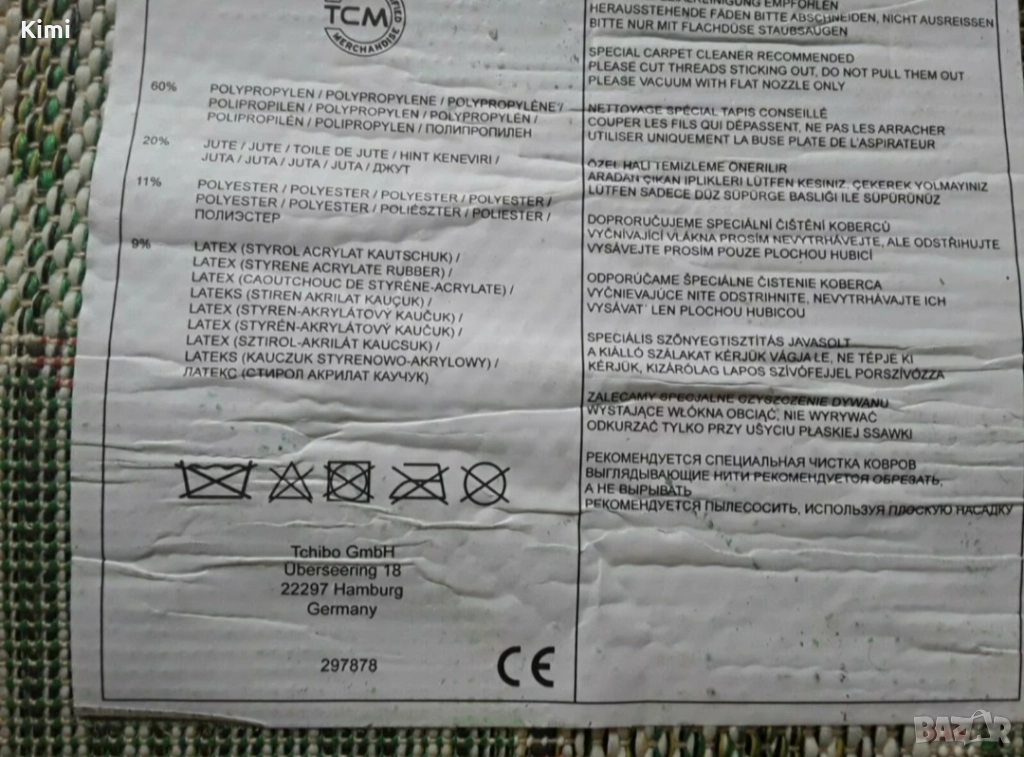 Kimi
TCM
MERCHANDISE
60%
POLYPROPYLEN / POLYPROPYLENE / POLYPROPYLÈNE /
POLIPROPILEN / POLYPROPYLEN / POLYPROPYLÉN /
POLIPROPILÉN / POLIPROPYLEN / ПОЛИПРОПИЛЕН
20%
JUTE / JUTE / TOILE DE JUTE / HINT KENEVIRI /
JUTA / JUTA / JUTA / JUTA / ДЖУТ
11%
POLYESTER / POLYESTER / POLYESTER / POLYESTER /
POLYESTER / POLYESTER / POLIÉSZTER / POLIESTER /
ПОЛИЭСТЕР
9%
LATEX (STYROL ACRYLAT KAUTSCHUK) /
LATEX (STYRENE ACRYLATE RUBBER) /
LATEX (CAOUTCHOUC DE STYRÈNE-ACRYLATE) /
LATEKS (STIREN AKRILAT KAUÇUK) /
LATEX (STYREN-AKRYLÁTOVÝ KAUČUK) /
LATEX (STYRÉN-AKRYLÁTOVÝ KAUČUK) /
LATEX (SZTIROL-AKRILÁT KAUCSUK) /
LATEKS (KAUCZUK STYRENOWO-AKRYLOWY) /
ЛАТЕКС (СТИРОЛ АКРИЛАТ КАУЧУК)
Tchibo GmbH
Überseering 18
22297 Hamburg
Germany
297878
CE
EMPFOHLEN
HERAUSSTEHENDE FÄDEN BITTE ABSCHNEIDEN, NICHT AUSREISSEN
BITTE NUR MIT FLACHDÜSE STAUBSAUGEN
SPECIAL CARPET CLEANER RECOMMENDED
PLEASE CUT THREADS STICKING OUT, DO NOT PULL THEM OUT
PLEASE VACUUM WITH FLAT NOZZLE ONLY
NETTOYAGE SPÉCIAL TAPIS CONSEILLÉ
COUPER LES FILS QUI DÉPASSENT, NE PAS LES ARRACHER
UTILISER UNIQUEMENT LA BUSE PLATE DE L'ASPIRATEUR
ÖZEL HALI TEMIZLEME ÖNERILIR
ARADAN ÇIKAN IPLIKLERI LÜTFEN KESINIZ, ÇEKEREK YOLMAYINIZ
LÜTFEN SADECE DÜZ SÜPÜRGE BASLIĞI ILE SÜPÜRÜNÜZ
DOPRORUČUJEME SPECIÁLNÍ ČIŠTĚNÍ KOBERCŮ
VYČNÍVAJÍCÍ VLÁKNA PROSÍM NEVYTRHÁVEJTE, ALE ODSTŘIHUJTE
VYSÁVEJTE PROSÍM POUZE PLOCHOU HUBICÍ
ODPORÚČAME ŠPECIÁLNE ČISTENIE KOBERCA
VYČNIEVAJÚCE NITE ODSTRIHNITE, NEVYTRHÁVAJTE ICH
VYSÁVAŤ LEN PLOCHOU HUBICOU
SPECIÁLIS SZŐNYEGTISZTÍTÁS JAVASOLT
A KIÁLLÓ SZÁLAKAT KÉRJÜK VÁGJA LE, NE TÉPJE KI
KÉRJÜK, KIZÁRÓLAG LAPOS SZÍVÓFEJJEL PORSZÍVÓZZA
ZALECAMY SPECJALNE CZYSZCZENIE DYWANU
WYSTAJĄCE WŁÓKNA OBCIĄĆ, NIE WYRYWAĆ
ODKURZAĆ TYLKO PRZY UŻYCIU PŁASKIEJ SSAWKI
РЕКОМЕНДУЕТСЯ СПЕЦИАЛЬНАЯ ЧИСТКА КОВРОВ
ВЫГЛЯДЫВАЮЩИЕ НИТИ РЕКОМЕНДУЕТСЯ ОБРЕЗАТЬ,
А НЕ ВЫРЫВАТЬ
РЕКОМЕНДУЕТСЯ ПЫЛЕСОСИТЬ, ИСПОЛЬЗУЯ ПЛОСКУЮ НАСАДКУ
BAZAR